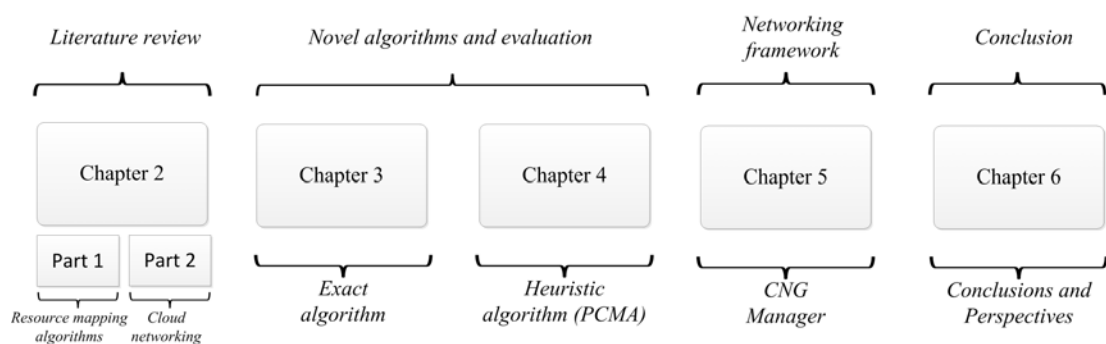 Literature review
Novel algorithms and evaluation
Networking
framework
Conclusion
Chapter 2
Chapter 3
Chapter 4
Chapter 5
Chapter 6
Part 1
Part 2
Resource mapping
algorithms
Cloud
networking
Exact
algorithm
Heuristic
algorithm (PCMA)
CNG
Manager
Conclusions and
Perspectives